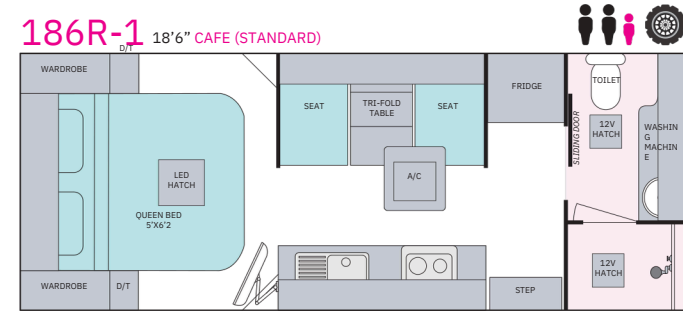 186R-1 18'6" CAFE (STANDARD)
D/T
WARDROBE
SEAT
TRI-FOLD
TABLE
SEAT
FRIDGE
TOILET
12V
HATCH
WASHIN
G
MACHIN
E
SLIDING DOOR
LED
HATCH
A/C
QUEEN BED
5'X6'2
WARDROBE
D/T
STEP
12V
HATCH